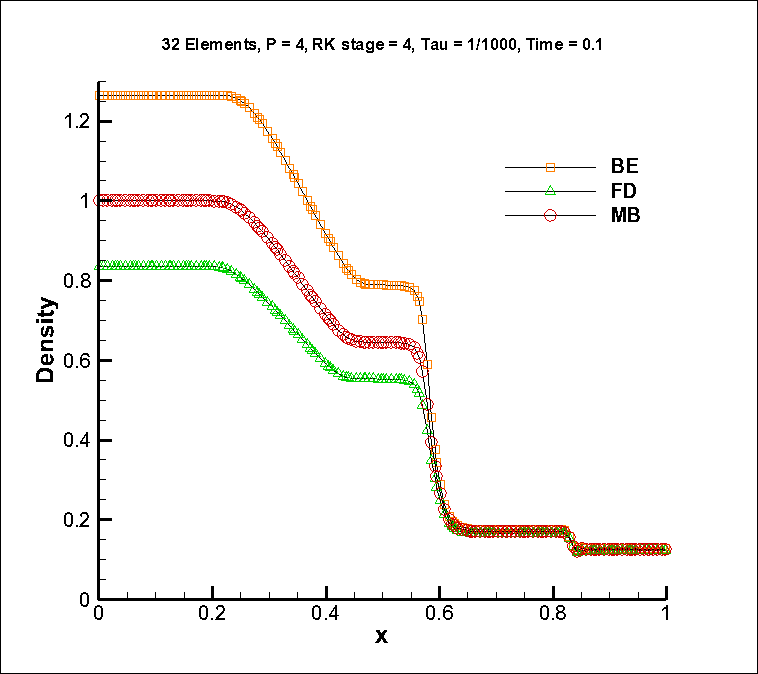 32 Elements, P = 4, RK stage = 4, Tau = 1/1000, Time = 0.1
BE
FD
MB
1.2
1
0.8
0.6
0.4
0.2
0
Density
0 0.2 0.4 0.6 0.8 1
x